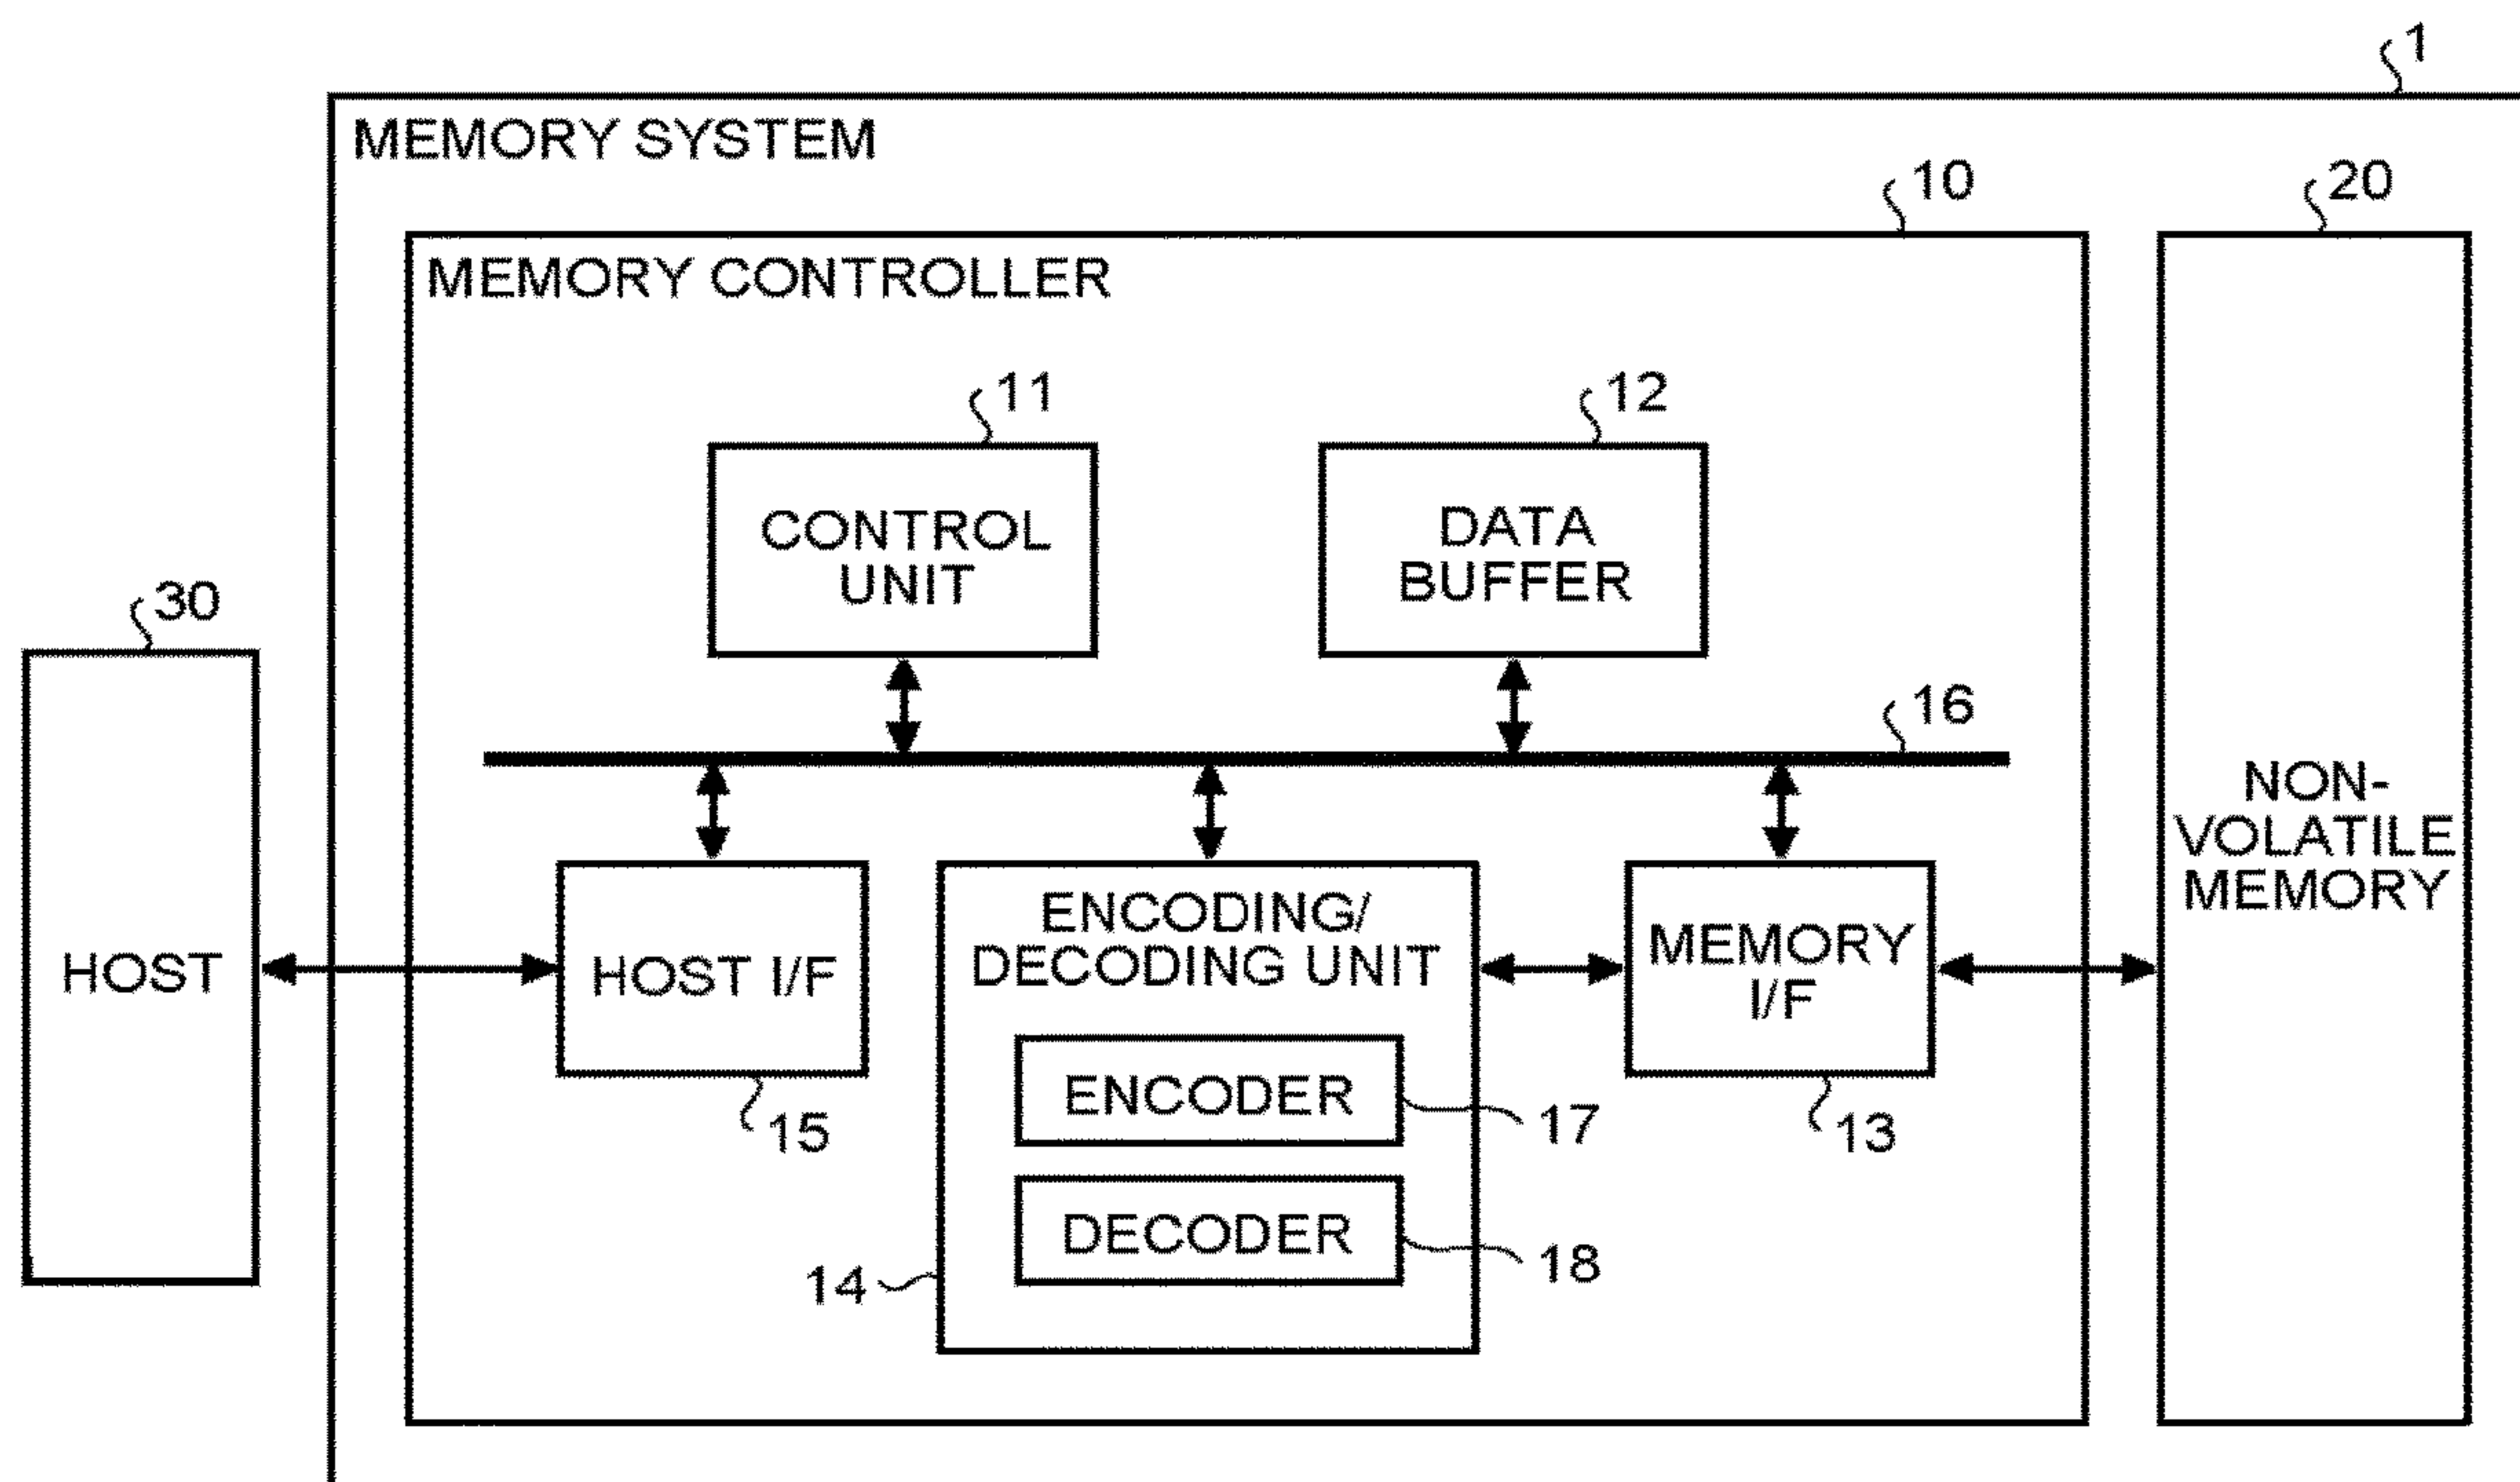 1
MEMORY SYSTEM
10
20
MEMORY CONTROLLER
11
12
CONTROL
UNIT
DATA
BUFFER
30
16
HOST
HOST I/F
15
ENCODING/
DECODING UNIT
ENCODER
17
DECODER
18
14
MEMORY
I/F
13
NON-
VOLATILE
MEMORY